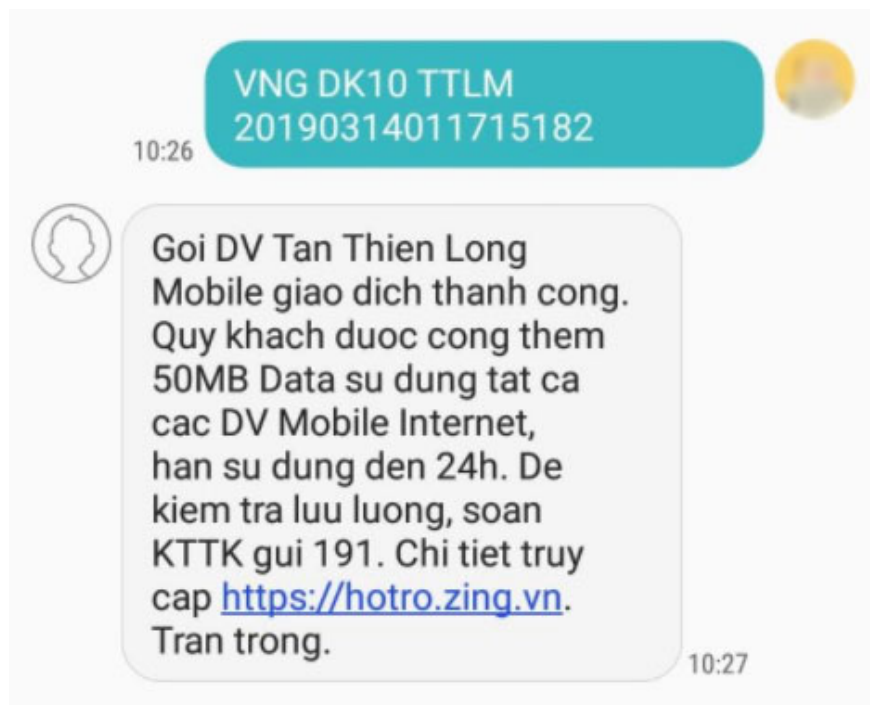 VNG DK10 TTLM
20190314011715182
10:26
Goi DV Tan Thien Long
Mobile giao dich thanh cong.
Quy khach duoc cong them
50MB Data su dung tat ca
cac DV Mobile Internet,
han su dung den 24h. De
kiem tra luu luong, soan
KTTK gui 191. Chi tiet truy
cap https://hotro.zing.vn.
Tran trong.
10:27